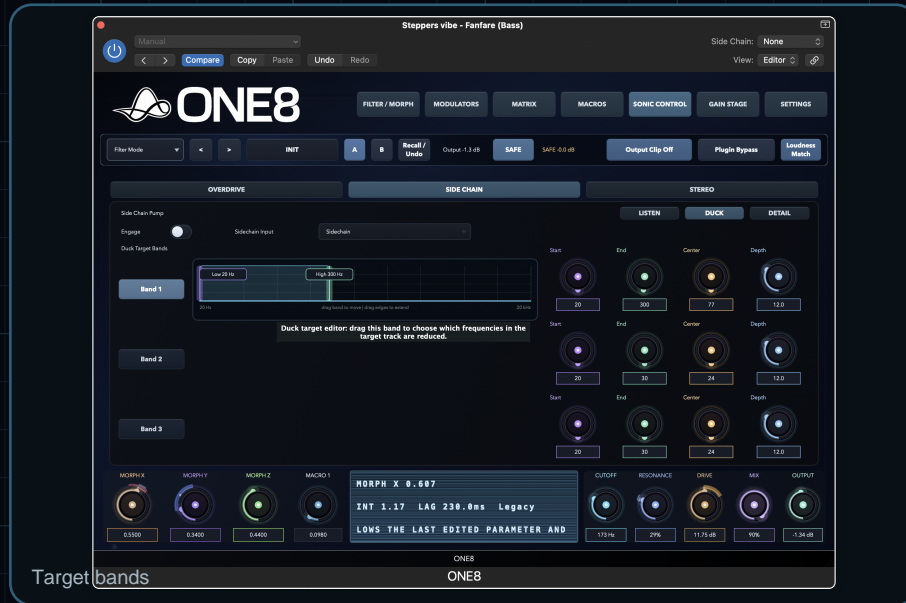 Steppers vibe - Fanfare (Bass)
Manual
Side Chain: None
< > Compare Copy Paste Undo Redo
View: Editor
ONE8
FILTER / MORPH MODULATORS MATRIX MACROS SONIC CONTROL GAIN STAGE SETTINGS
Filter Mode < > INIT A B Recall / Undo Output -1.3 dB SAFE SAFE -0.0 dB Output Clip Off Plugin Bypass Loudness Match
OVERDRIVE SIDE CHAIN STEREO
Side Chain Pump
LISTEN DUCK DETAIL
Engage Sidechain Input Sidechain
Duck Target Bands
Start End Center Depth
Band 1
Low 20 Hz High 300 Hz
20 Hz drag band to move | drag edges to extend 20 kHz
20 300 77 12.0
Duck target editor: drag this band to choose which frequencies in the
target track are reduced.
Start End Center Depth
Band 2
20 30 24 12.0
Start End Center Depth
Band 3
20 30 24 12.0
MORPH X MORPH Y MORPH Z MACRO 1
0.5500 0.3400 0.4400 0.0980
MORPH X 0.607
INT 1.17 LAG 230.0ms Legacy
LOWS THE LAST EDITED PARAMETER AND
CUTOFF RESONANCE DRIVE MIX OUTPUT
173 Hz 29% 11.75 dB 90% -1.34 dB
ONE8
ONE8
Target bands